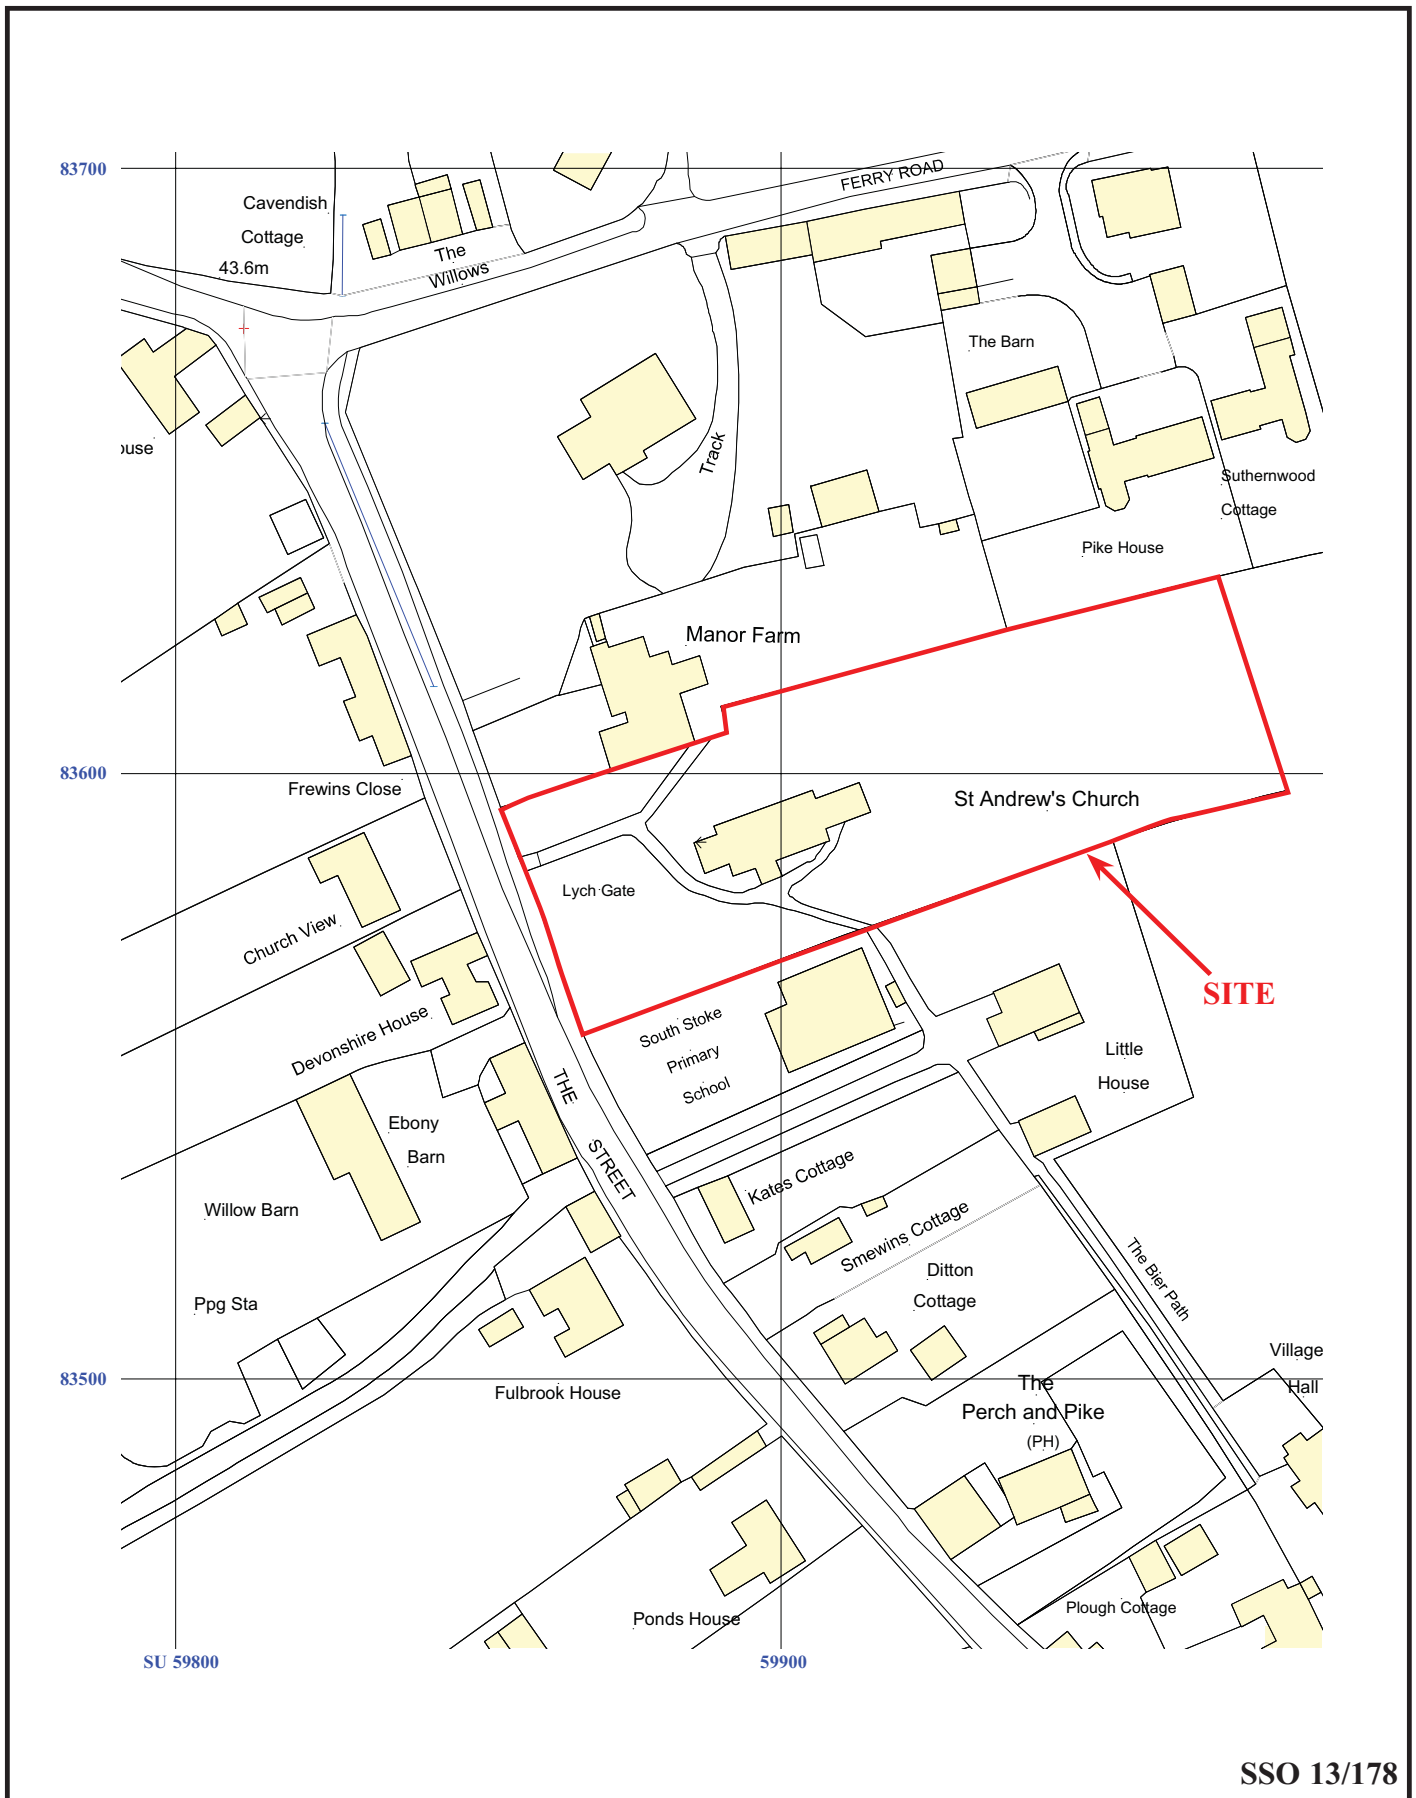 83700
FERRY ROAD
Cavendish
Cottage
43.6m
The
Willows
The Barn
ouse
Track
Suthernwood
Cottage
Pike House
Manor Farm
83600
Frewins Close
St Andrew's Church
Lych Gate
Church View
SITE
Devonshire House
South Stoke
Primary
School
Little
House
THE
STREET
Ebony
Barn
Kates Cottage
Willow Barn
Smewins Cottage
Ditton
Cottage
The Bier Path
Ppg Sta
Village
Hall
83500
Fulbrook House
The
Perch and Pike
(PH)
Plough Cottage
Ponds House
SU 59800
59900
SSO 13/178